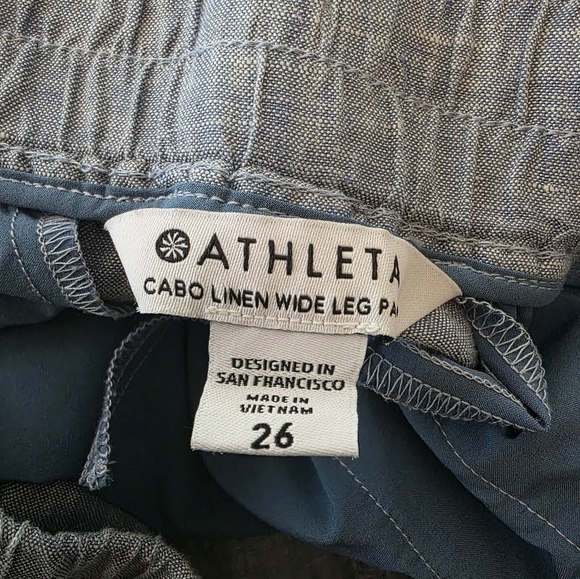 ATHLETA
CABO LINEN WIDE LEG PA
DESIGNED IN
SAN FRANCISCO
MADE IN
VIETNAM
26